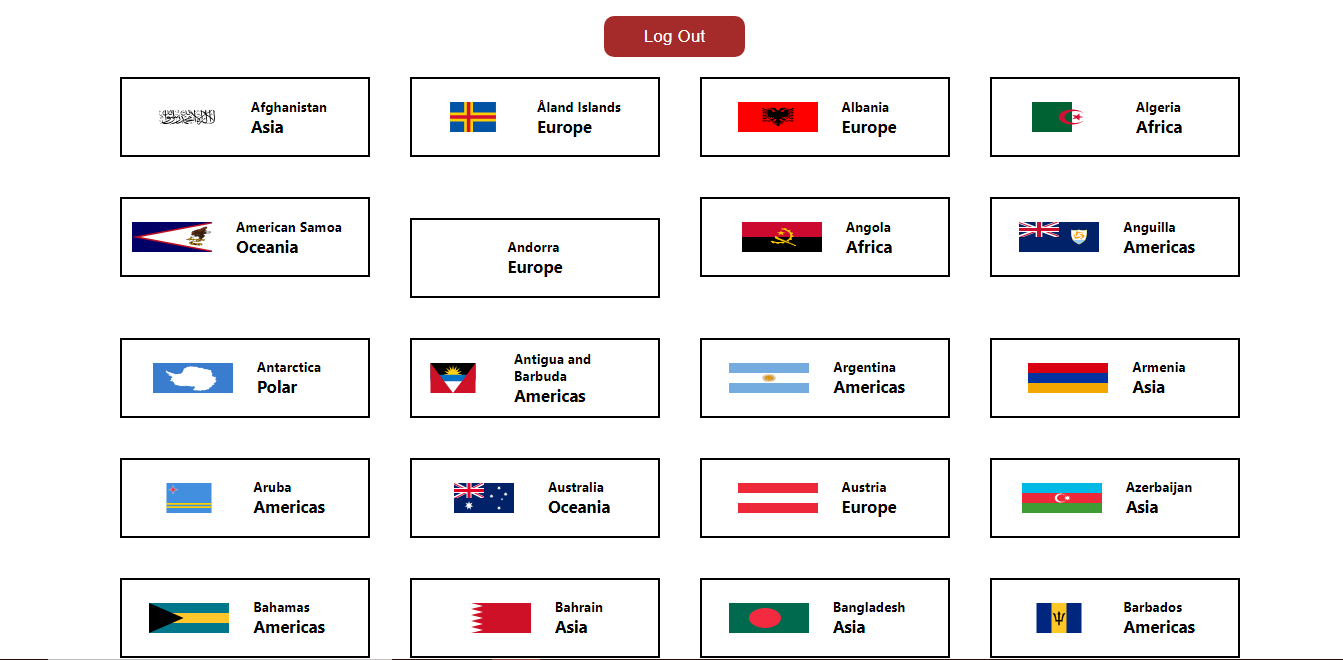 Log Out
Afghanistan
Asia
Åland Islands
Europe
Albania
Europe
Algeria
Africa
American Samoa
Oceania
Andorra
Europe
Angola
Africa
Anguilla
Americas
Antarctica
Polar
Antigua and
Barbuda
Americas
Argentina
Americas
Armenia
Asia
Aruba
Americas
Australia
Oceania
Austria
Europe
Azerbaijan
Asia
Bahamas
Americas
Bahrain
Asia
Bangladesh
Asia
Barbados
Americas